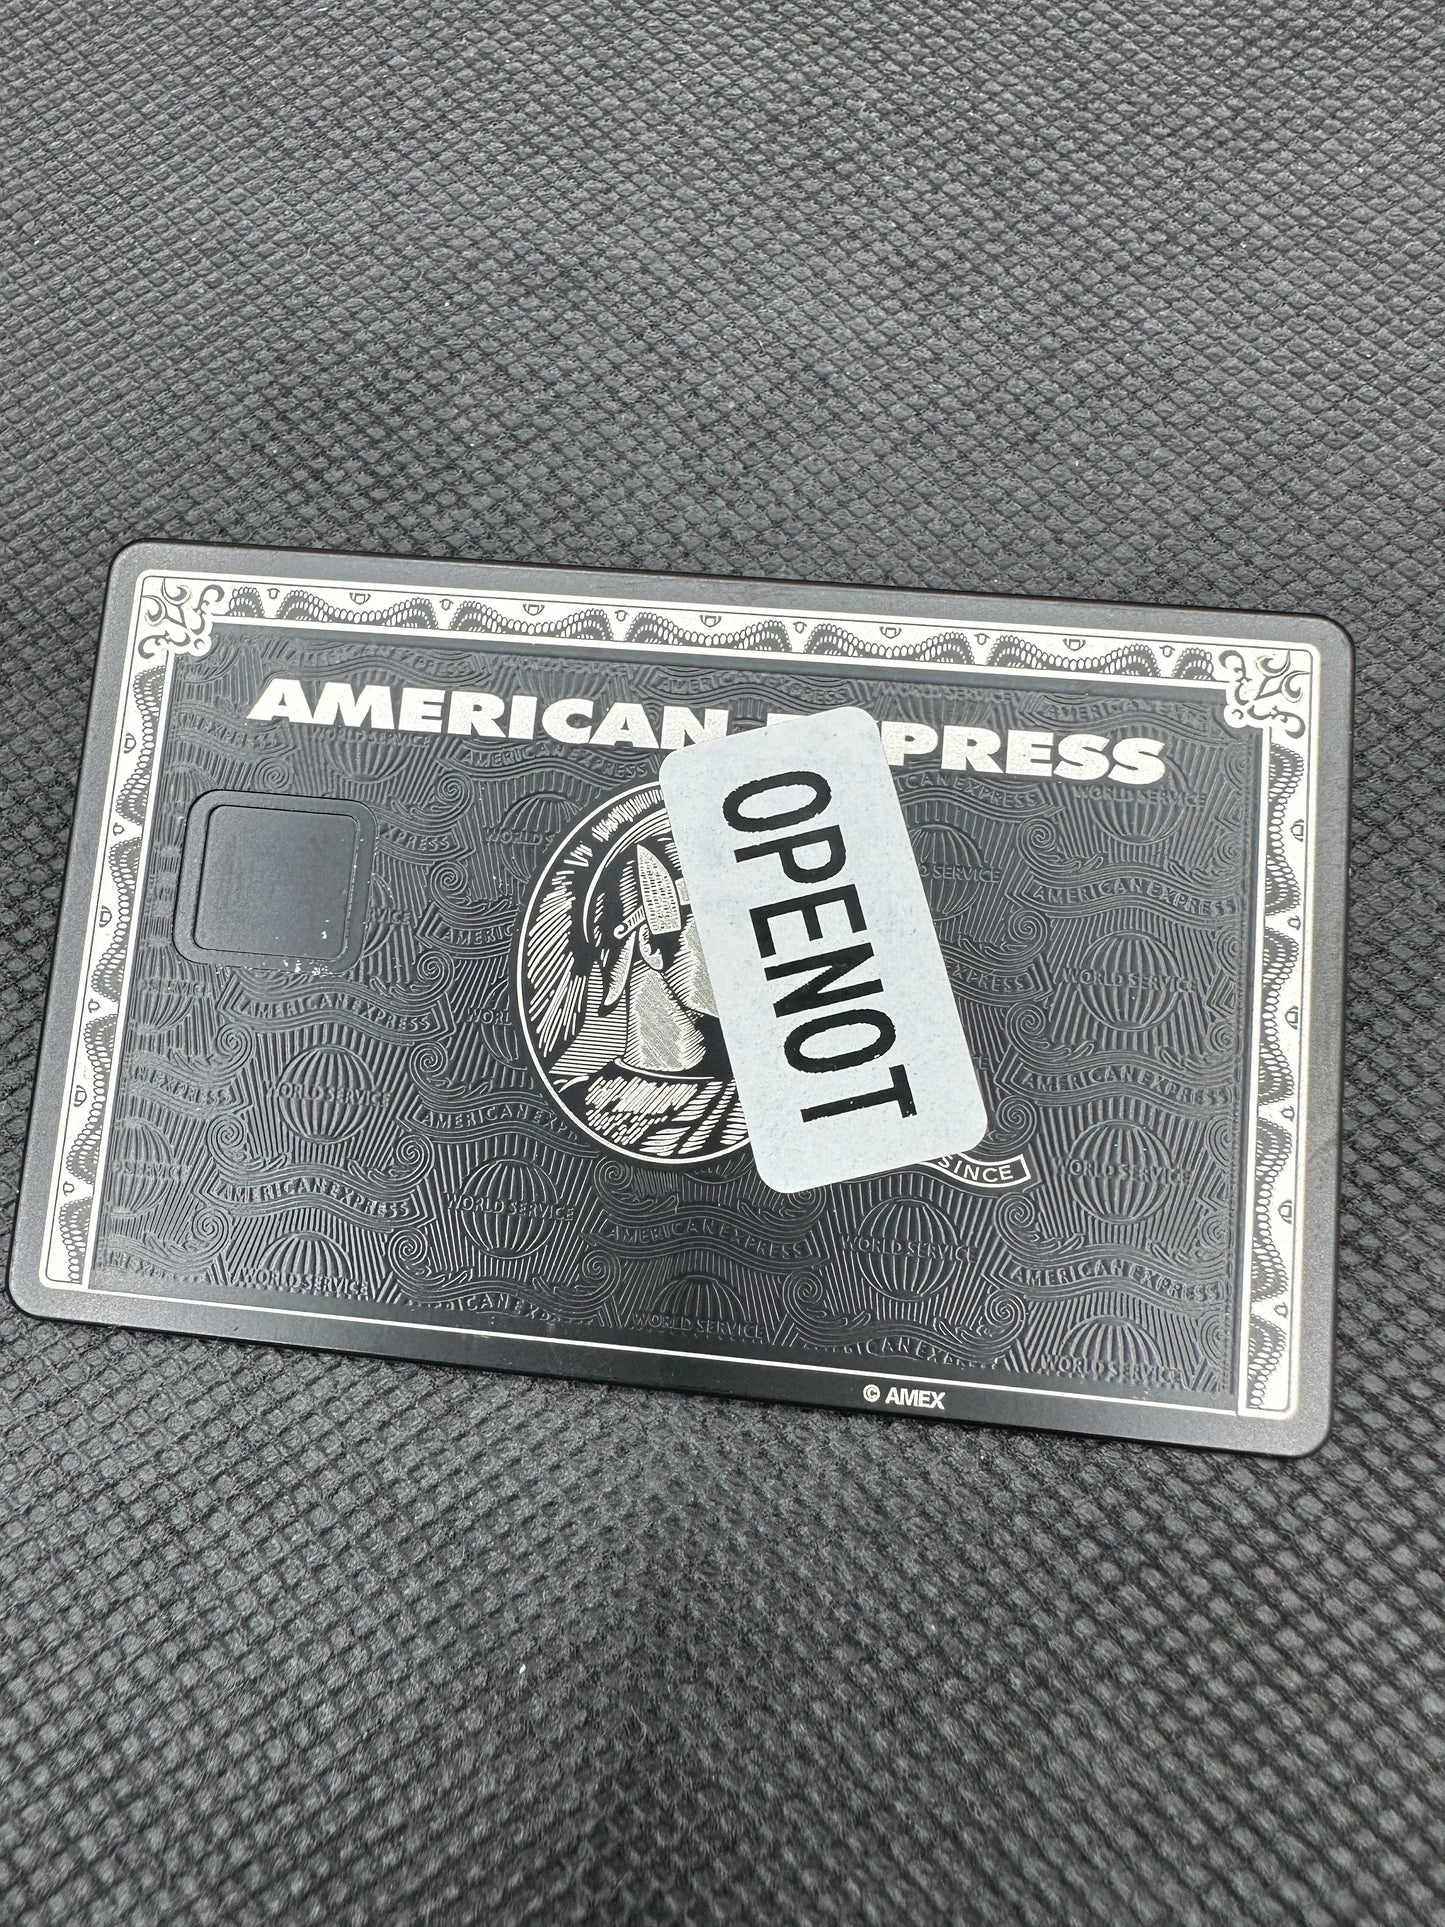 AMERICAN EXPRESS
OPENOT
SINCE
© AMEX
AMERICAN EXPRESS
WORLD SERVICE